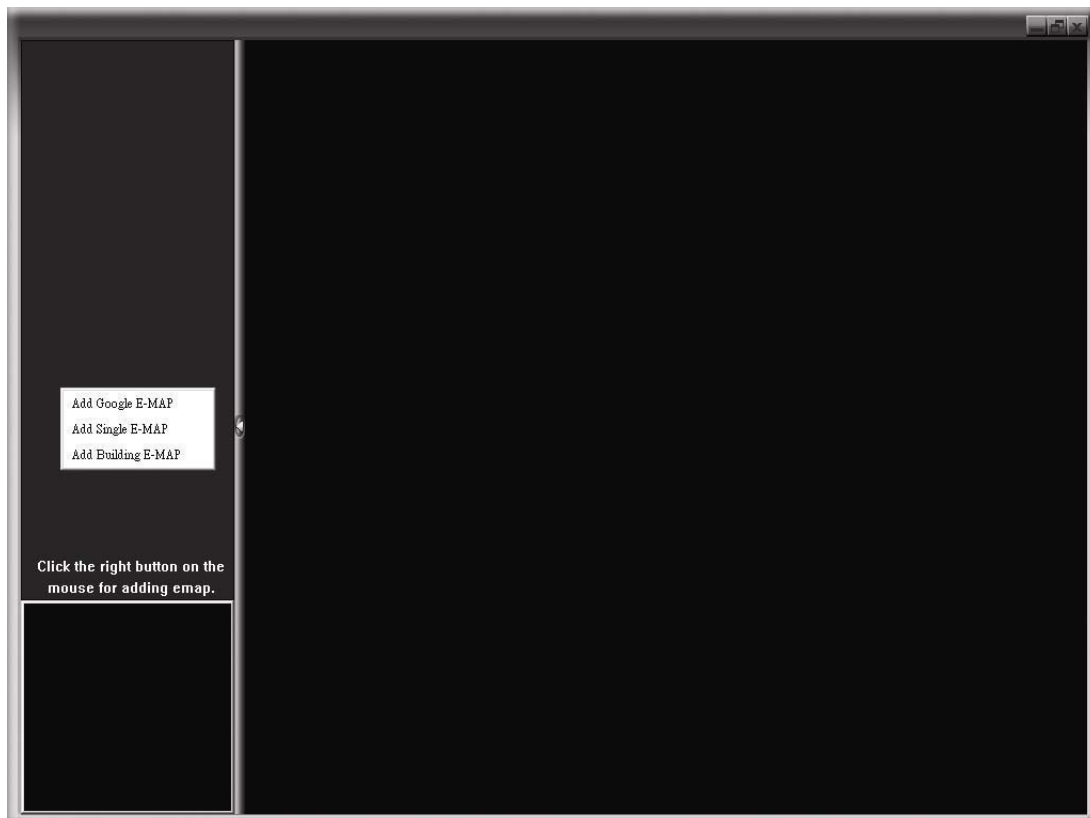 Add Google E-MAP
Add Single E-MAP
Add Building E-MAP
Click the right button on the
mouse for adding emap.